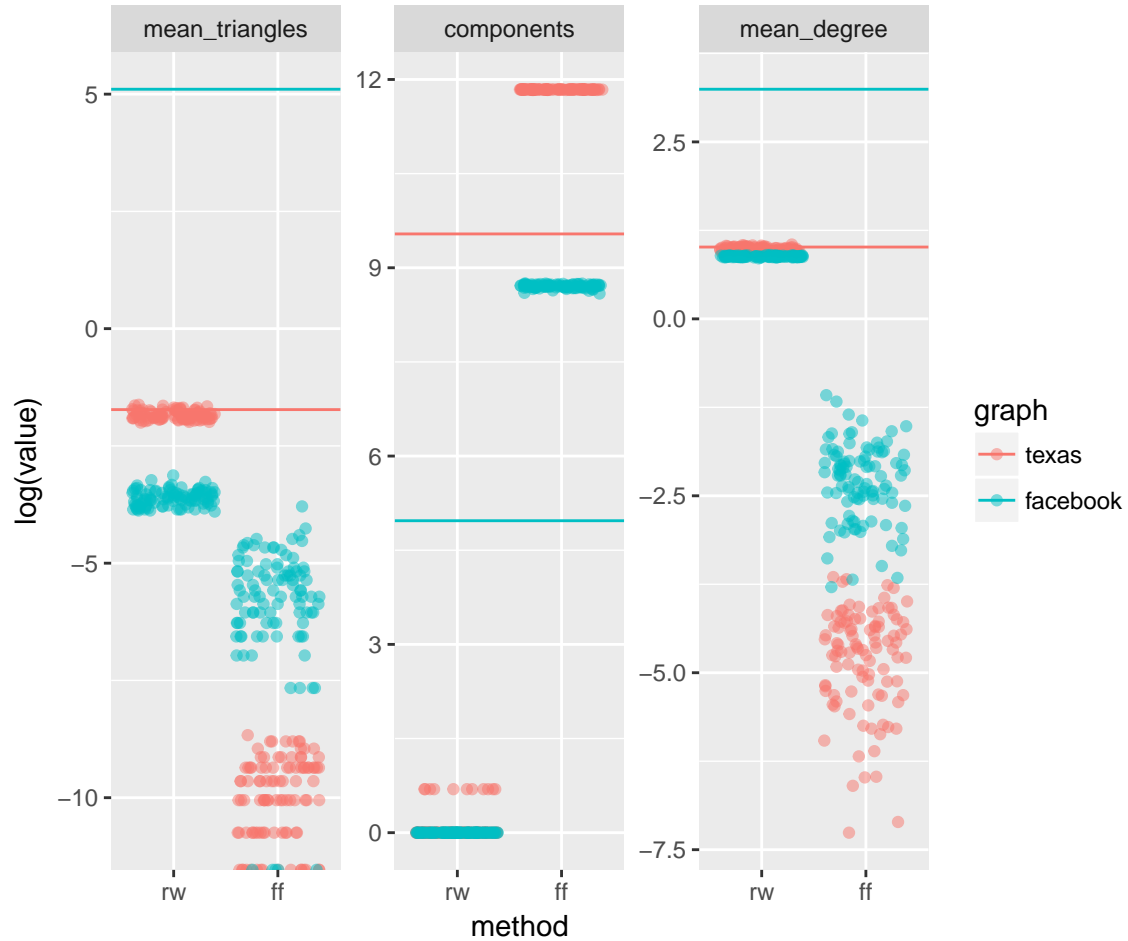 mean_triangles
components
mean_degree
log(value)
5
0
−5
−10
12
9
6
3
0
2.5
0.0
−2.5
−5.0
−7.5
rw
ff
rw
ff
rw
ff
method
graph
texas
facebook